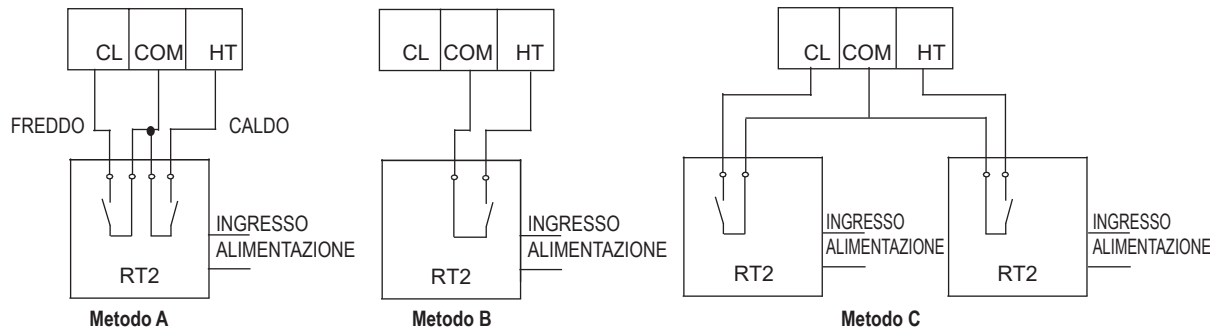 CL COM HT
FREDDO
CALDO
INGRESSO
ALIMENTAZIONE
RT2
Metodo A
CL COM HT
INGRESSO
ALIMENTAZIONE
RT2
Metodo B
CL COM HT
INGRESSO
ALIMENTAZIONE
RT2
INGRESSO
ALIMENTAZIONE
RT2
Metodo C